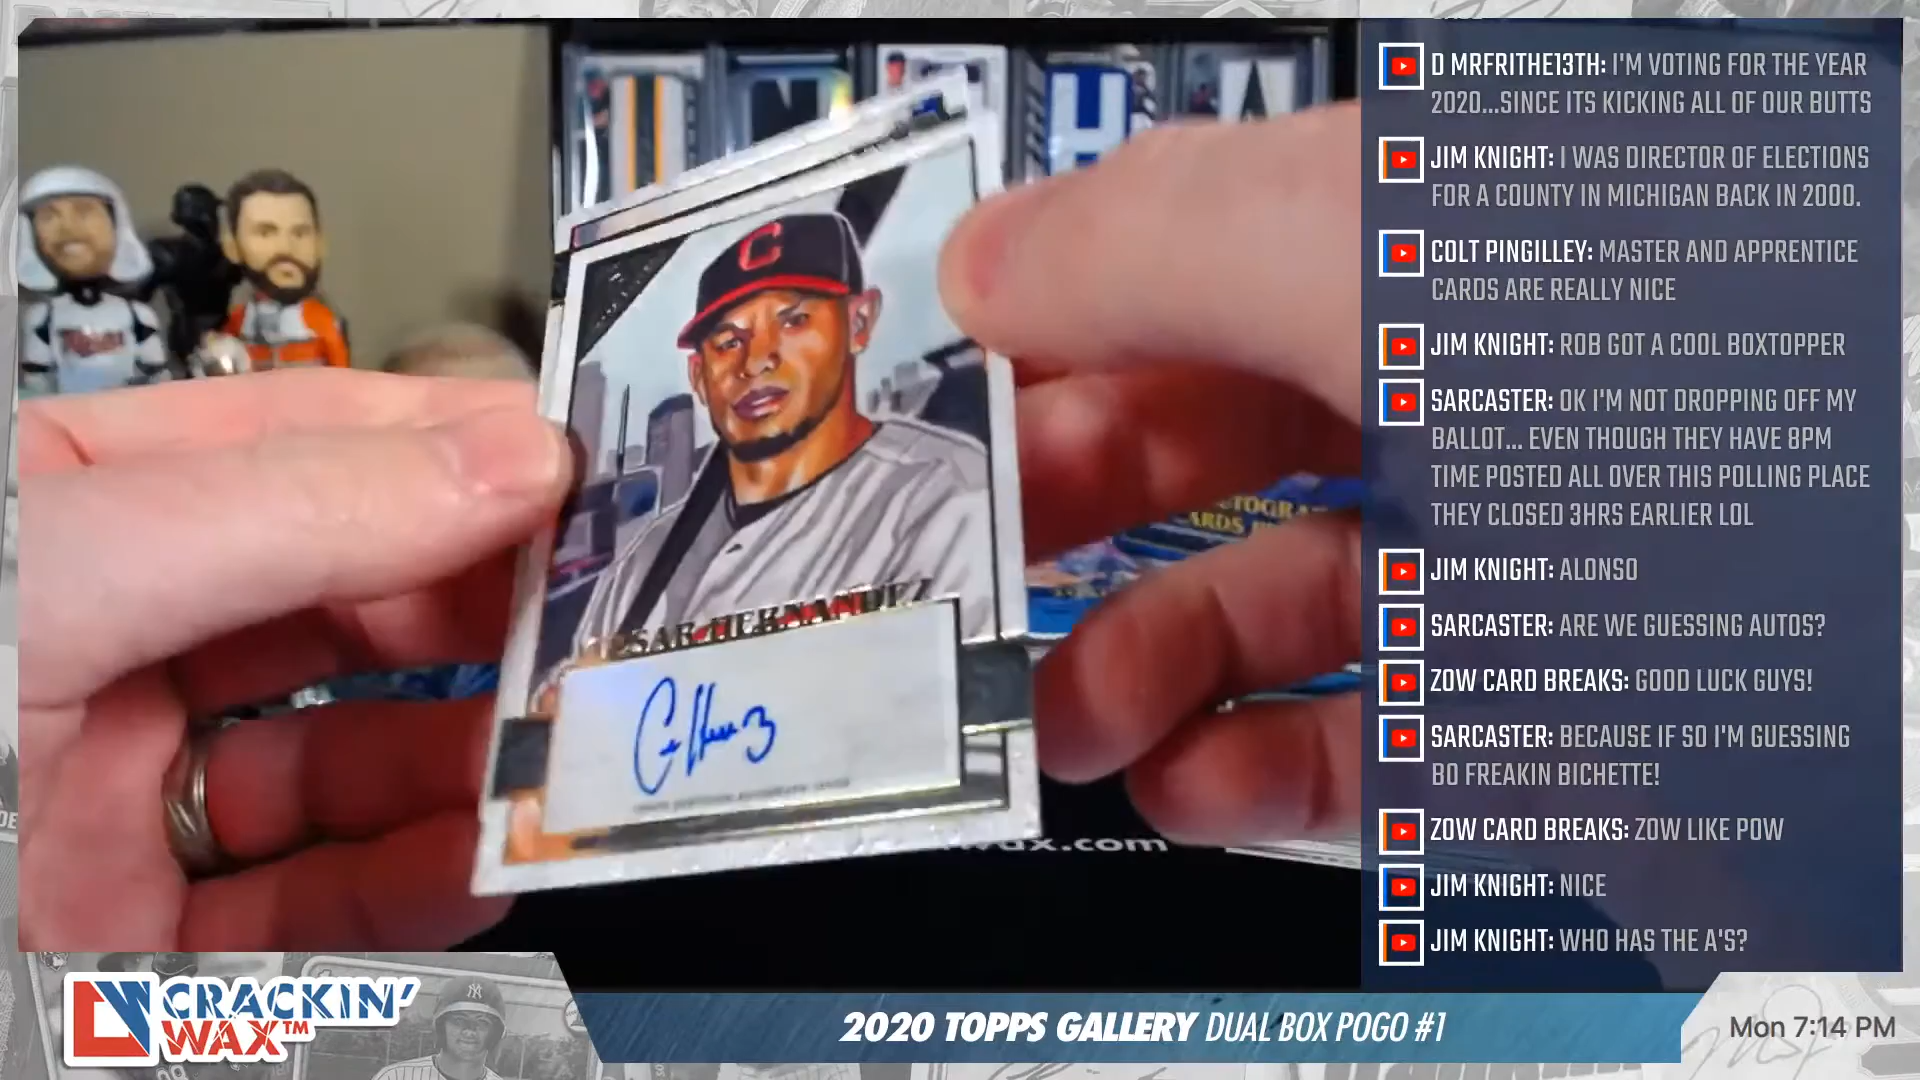 D MRFRITHE13TH: I'M VOTING FOR THE YEAR
2020...SINCE ITS KICKING ALL OF OUR BUTTS
JIM KNIGHT: I WAS DIRECTOR OF ELECTIONS
FOR A COUNTY IN MICHIGAN BACK IN 2000.
COLT PINGILLEY: MASTER AND APPRENTICE
CARDS ARE REALLY NICE
JIM KNIGHT: ROB GOT A COOL BOXTOPPER
SARCASTER: OK I'M NOT DROPPING OFF MY
BALLOT... EVEN THOUGH THEY HAVE 8PM
TIME POSTED ALL OVER THIS POLLING PLACE
THEY CLOSED 3HRS EARLIER LOL
JIM KNIGHT: ALONSO
SARCASTER: ARE WE GUESSING AUTOS?
ZOW CARD BREAKS: GOOD LUCK GUYS!
SARCASTER: BECAUSE IF SO I'M GUESSING
BO FREAKIN BICHETTE!
ZOW CARD BREAKS: ZOW LIKE POW
JIM KNIGHT: NICE
JIM KNIGHT: WHO HAS THE A'S?
C
HERNANDEZ
.com
CRACKIN'
WAX™
2020 TOPPS GALLERY DUAL BOX POGO #1
Mon 7:14 PM